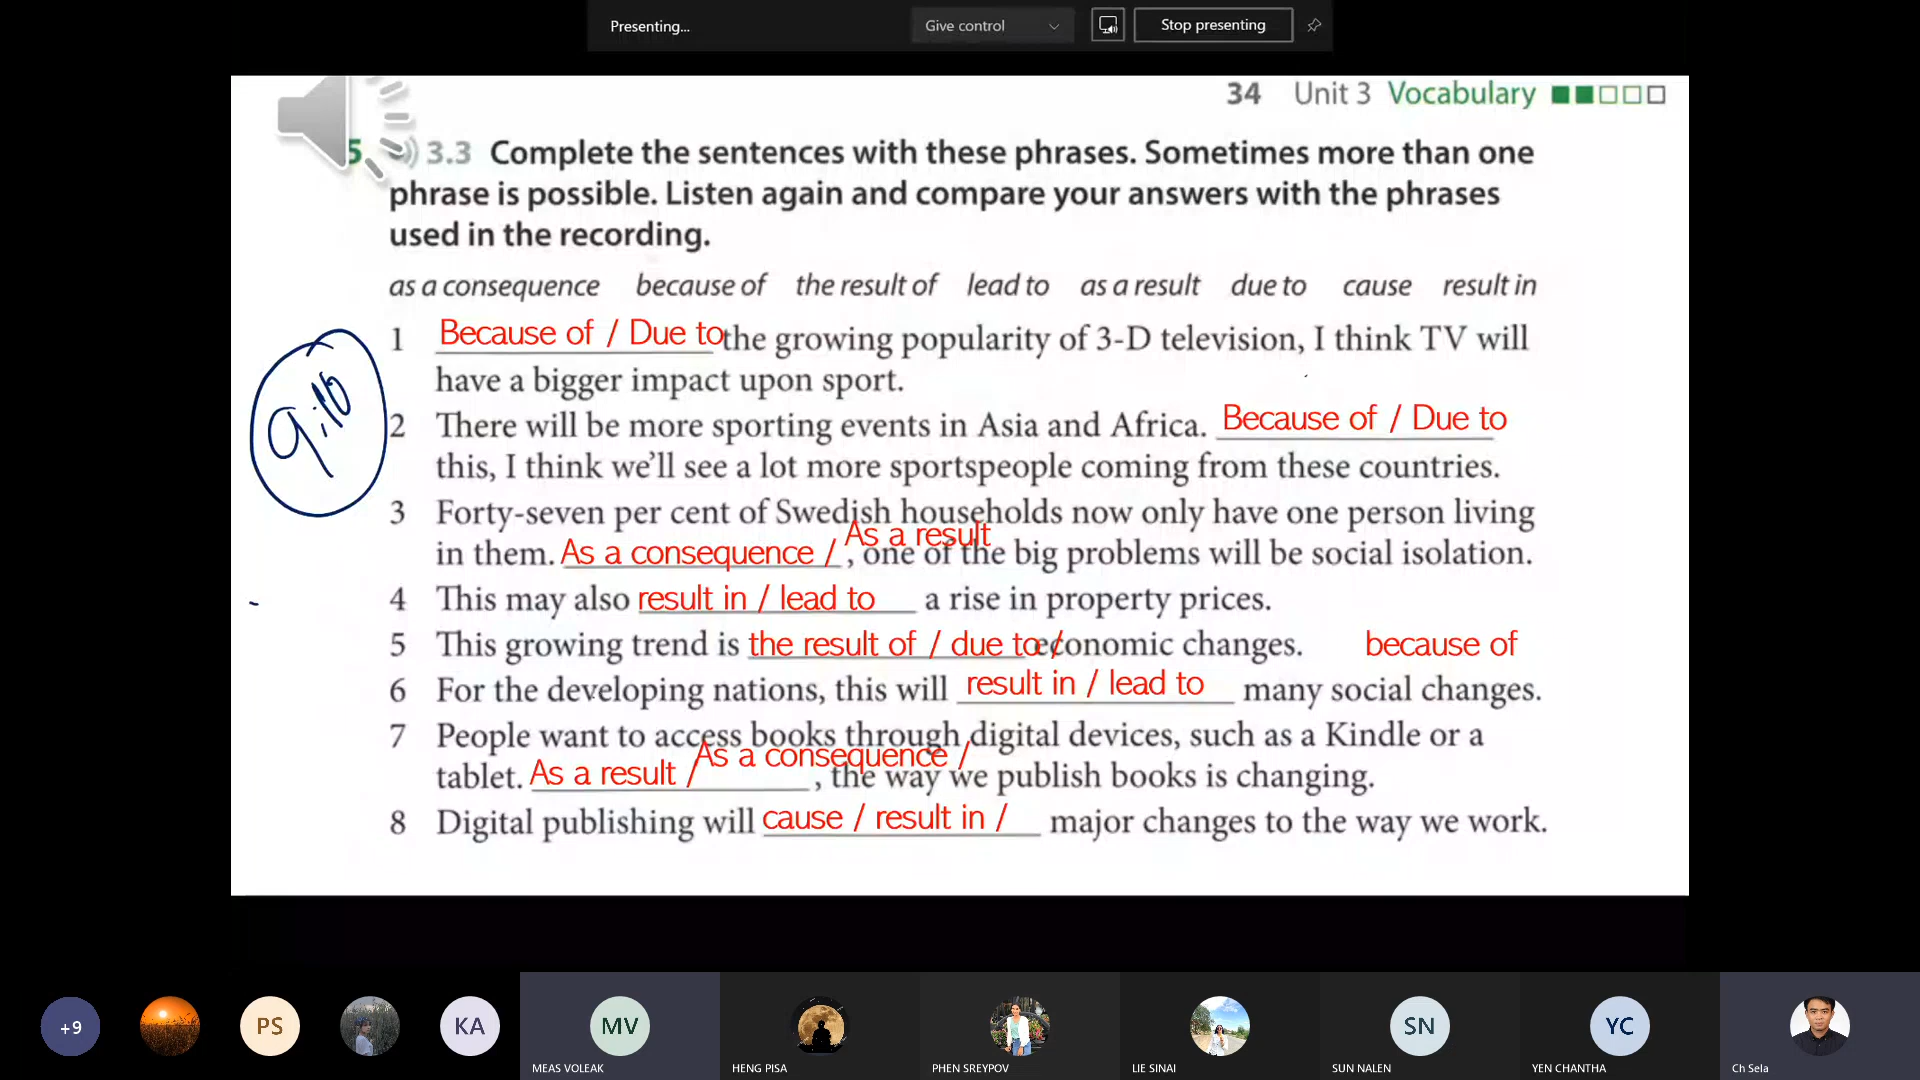 Presenting...
Give control
Stop presenting
34 Unit 3 Vocabulary
5 3.3 Complete the sentences with these phrases. Sometimes more than one
phrase is possible. Listen again and compare your answers with the phrases
used in the recording.
as a consequence because of the result of lead to as a result due to cause result in
1 Because of / Due to the growing popularity of 3-D television, I think TV will
have a bigger impact upon sport.
2 There will be more sporting events in Asia and Africa. Because of / Due to
this, I think we'll see a lot more sportspeople coming from these countries.
3 Forty-seven per cent of Swedish households now only have one person living
As a result
in them. As a consequence / , one of the big problems will be social isolation.
4 This may also result in / lead to a rise in property prices.
5 This growing trend is the result of / due to / economic changes. because of
6 For the developing nations, this will result in / lead to many social changes.
7 People want to access books through digital devices, such as a Kindle or a
As a consequence /
tablet. As a result / , the way we publish books is changing.
8 Digital publishing will cause / result in / major changes to the way we work.
+9
PS
KA
MV
SN
YC
MEAS VOLEAK
HENG PISA
PHEN SREYPOV
LIE SINAI
SUN NALEN
YEN CHANTHA
Ch Sela